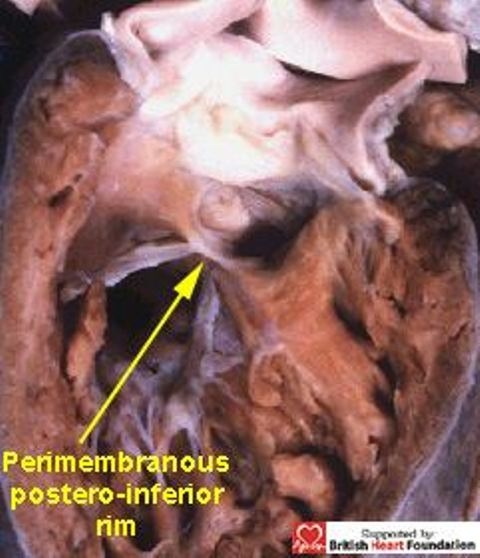 Perimembranous
postero-inferior
rim
Supported by:
British Heart Foundation